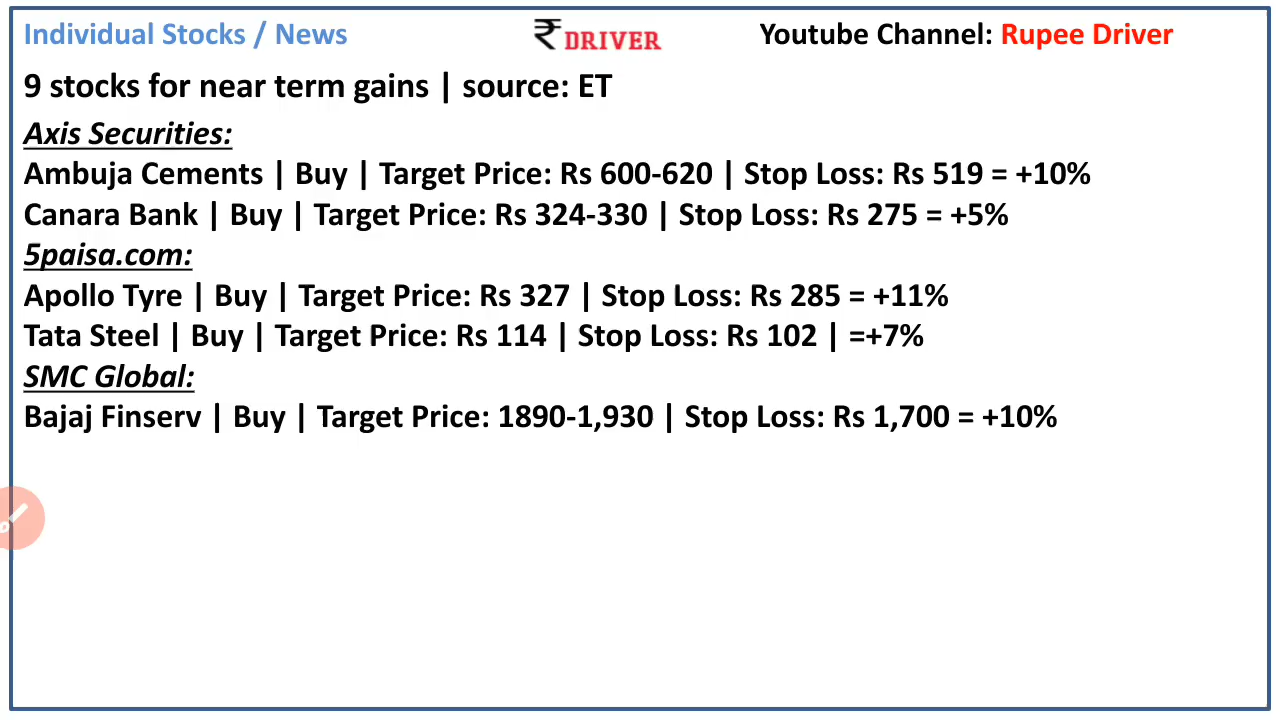 Individual Stocks / News
₹ DRIVER
Youtube Channel: Rupee Driver
9 stocks for near term gains | source: ET
Axis Securities:
Ambuja Cements | Buy | Target Price: Rs 600-620 | Stop Loss: Rs 519 = +10%
Canara Bank | Buy | Target Price: Rs 324-330 | Stop Loss: Rs 275 = +5%
5paisa.com:
Apollo Tyre | Buy | Target Price: Rs 327 | Stop Loss: Rs 285 = +11%
Tata Steel | Buy | Target Price: Rs 114 | Stop Loss: Rs 102 | =+7%
SMC Global:
Bajaj Finserv | Buy | Target Price: 1890-1,930 | Stop Loss: Rs 1,700 = +10%